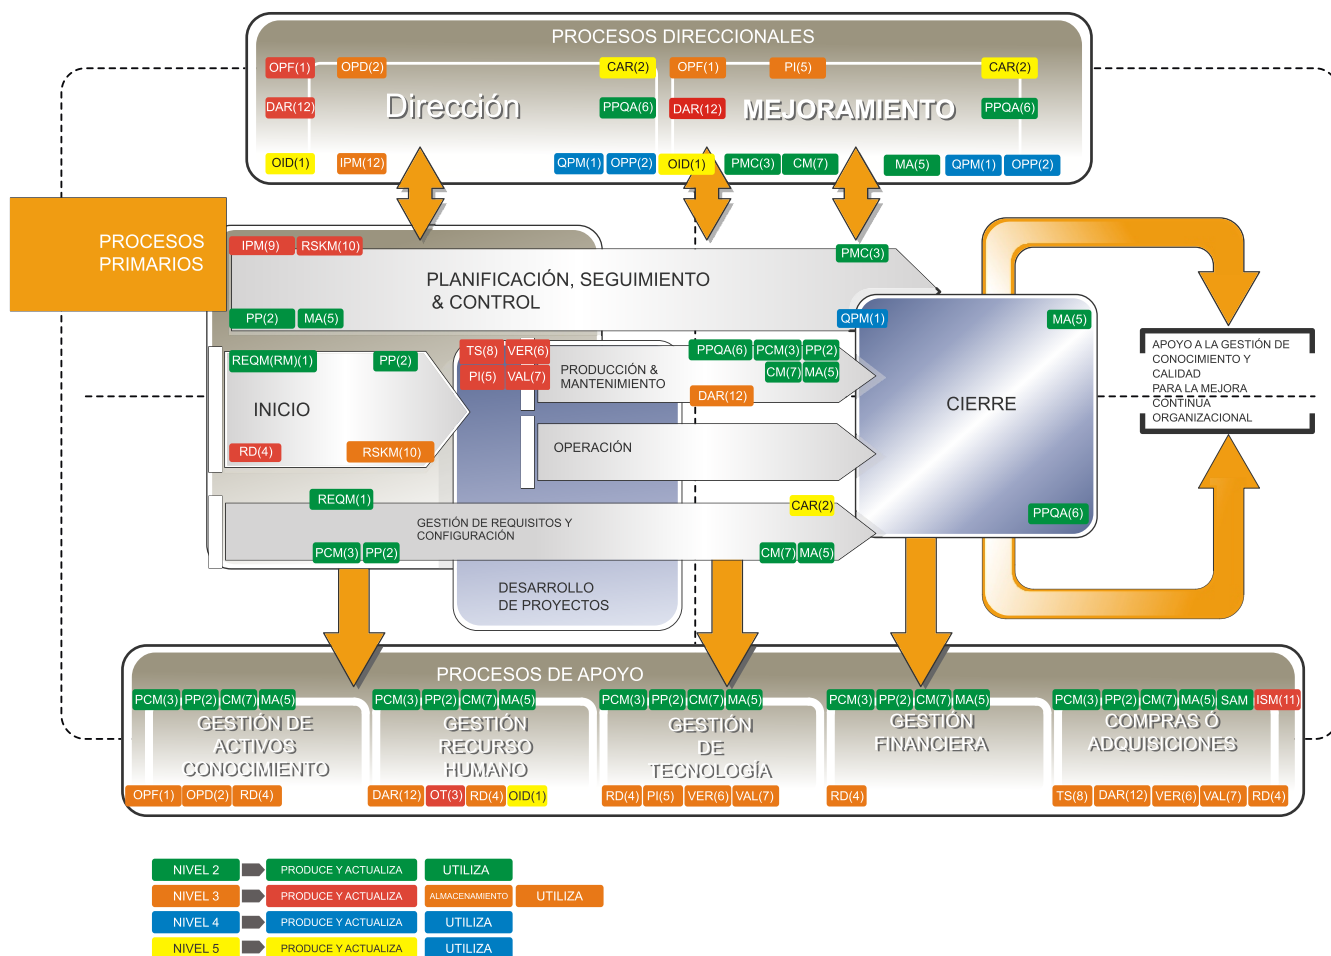 PROCESOS DIRECCIONALES
OPF(1) OPD(2) CAR(2) OPF(1) PI(5) CAR(2)
DAR(12) Dirección PPQA(6) DAR(12) MEJORAMIENTO PPQA(6)
OID(1) IPM(12) QPM(1) OPP(2) OID(1) PMC(3) CM(7) MA(5) QPM(1) OPP(2)
PROCESOS
PRIMARIOS
IPM(9) RSKM(10) PMC(3)
PLANIFICACIÓN, SEGUIMIENTO
& CONTROL
PP(2) MA(5) QPM(1) MA(5)
REQM(RM)(1) PP(2)
INICIO
RD(4) RSKM(10)
TS(8) VER(6) PPQA(6) PCM(3) PP(2)
PI(5) VAL(7) CM(7) MA(5)
PRODUCCIÓN &
MANTENIMIENTO
DAR(12)
OPERACIÓN
CIERRE
PPQA(6)
APOYO A LA GESTIÓN DE
CONOCIMIENTO Y
CALIDAD
PARA LA MEJORA
CONTINUA
ORGANIZACIONAL
REQM(1) CAR(2)
GESTIÓN DE REQUISITOS Y
CONFIGURACIÓN
PCM(3) PP(2) CM(7) MA(5)
DESARROLLO
DE PROYECTOS
PROCESOS DE APOYO
PCM(3) PP(2) CM(7) MA(5)
GESTIÓN DE
ACTIVOS
CONOCIMIENTO
OPF(1) OPD(2) RD(4)
PCM(3) PP(2) CM(7) MA(5)
GESTIÓN
RECURSO
HUMANO
DAR(12) OT(3) RD(4) OID(1)
PCM(3) PP(2) CM(7) MA(5)
GESTIÓN
DE
TECNOLOGÍA
RD(4) PI(5) VER(6) VAL(7)
PCM(3) PP(2) CM(7) MA(5)
GESTIÓN
FINANCIERA
RD(4)
PCM(3) PP(2) CM(7) MA(5) SAM ISM(11)
COMPRAS Ó
ADQUISICIONES
TS(8) DAR(12) VER(6) VAL(7) RD(4)
NIVEL 2 PRODUCE Y ACTUALIZA UTILIZA
NIVEL 3 PRODUCE Y ACTUALIZA ALMACENAMIENTO UTILIZA
NIVEL 4 PRODUCE Y ACTUALIZA UTILIZA
NIVEL 5 PRODUCE Y ACTUALIZA UTILIZA